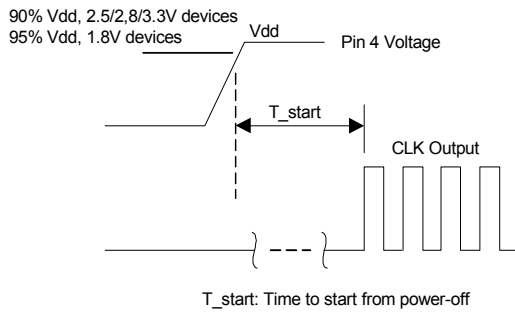 90% Vdd, 2.5/2,8/3.3V devices
95% Vdd, 1.8V devices
Vdd
Pin 4 Voltage
T_start
CLK Output
T_start: Time to start from power-off